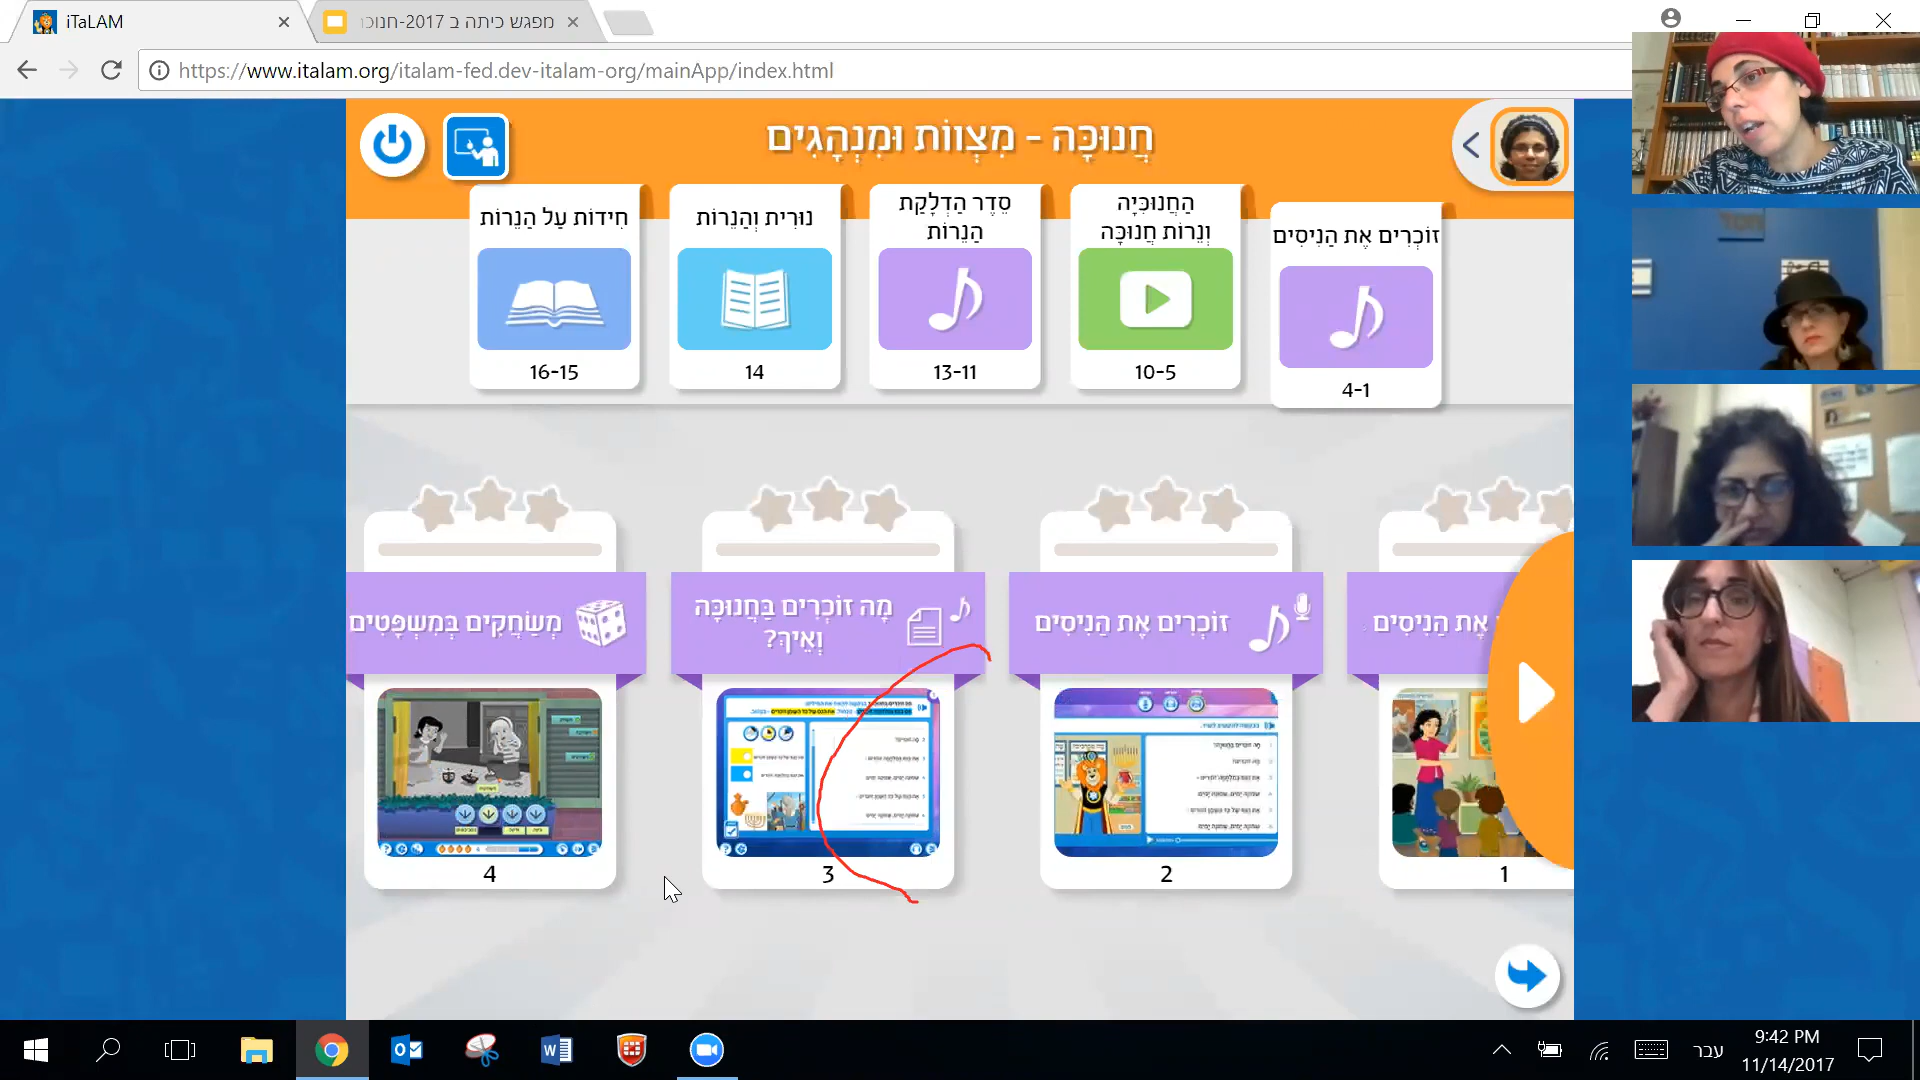 iTaLAM
מפגש כיתה ב 2017-חנוכ
https://www.italam.org/italam-fed.dev-italam-org/mainApp/index.html
חֲנוּכָּה - מִצְווֹת וּמִנְהָגִים
זוֹכְרִים אֶת הַנִיסִים
4-1
הַחֲנוּכִּיָּה
וְנֵרוֹת חֲנוּכָּה
10-5
סֵדֶר הַדְלָקַת
הַנֵרוֹת
13-11
נוּרִית וְהַנֵרוֹת
14
חִידוֹת עַל הַנֵרוֹת
16-15
אֶת הַנִיסִים
1
זוֹכְרִים אֶת הַנִיסִים
2
מָה זוֹכְרִים בַּחֲנוּכָּה
וְאֵיךְ?
3
מְשַׂחֲקִים בְּמִשְׁפָּטִים
4
עבר
9:42 PM
11/14/2017